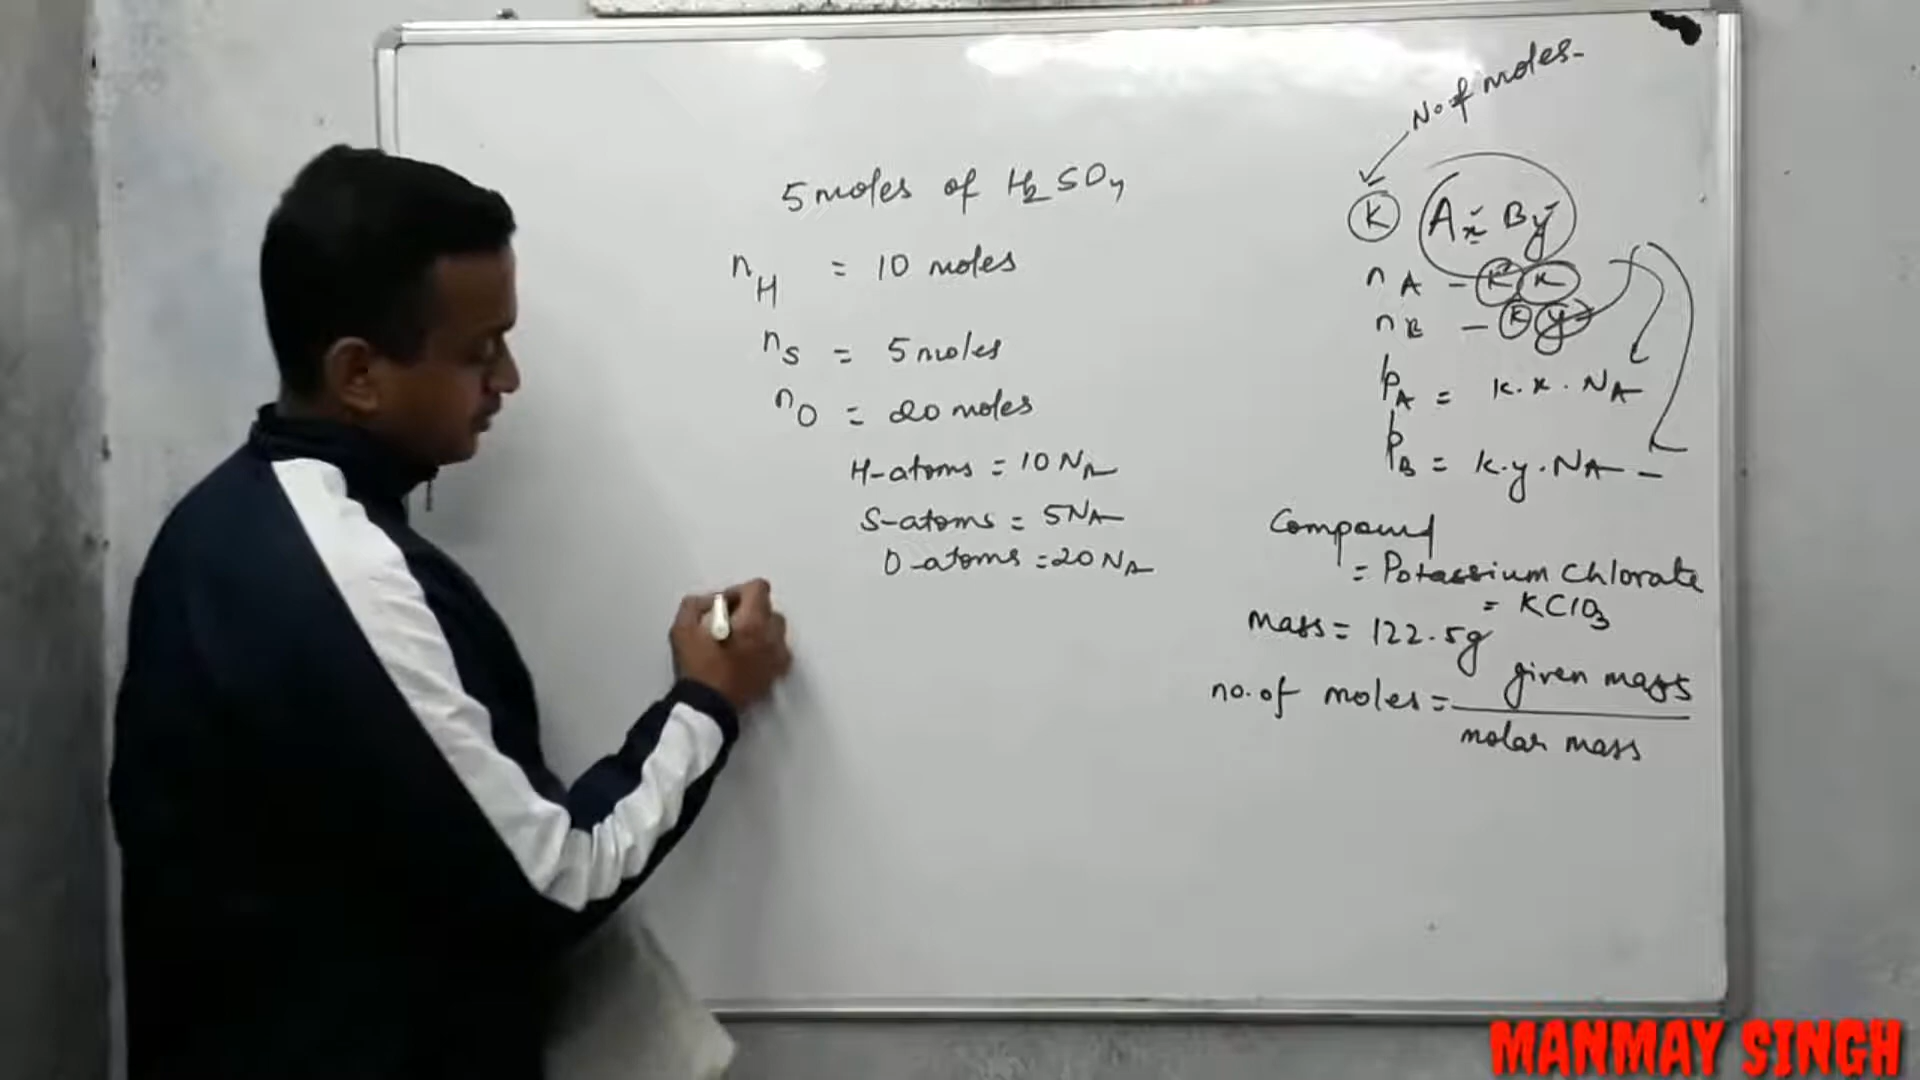 5 moles of H2SO4
nH = 10 moles
nS = 5 moles
nO = 20 moles
H-atoms = 10 NA
S-atoms = 5NA
O-atoms = 20 NA
No. of moles
K AxBy
nA - K x
nB - K y
PA = k.x.NA
PB = k.y.NA -
Compound
= Potassium Chlorate
= KClO3
Mass = 122.5g
no. of moles = given mass
molar mass
MANMAY SINGH